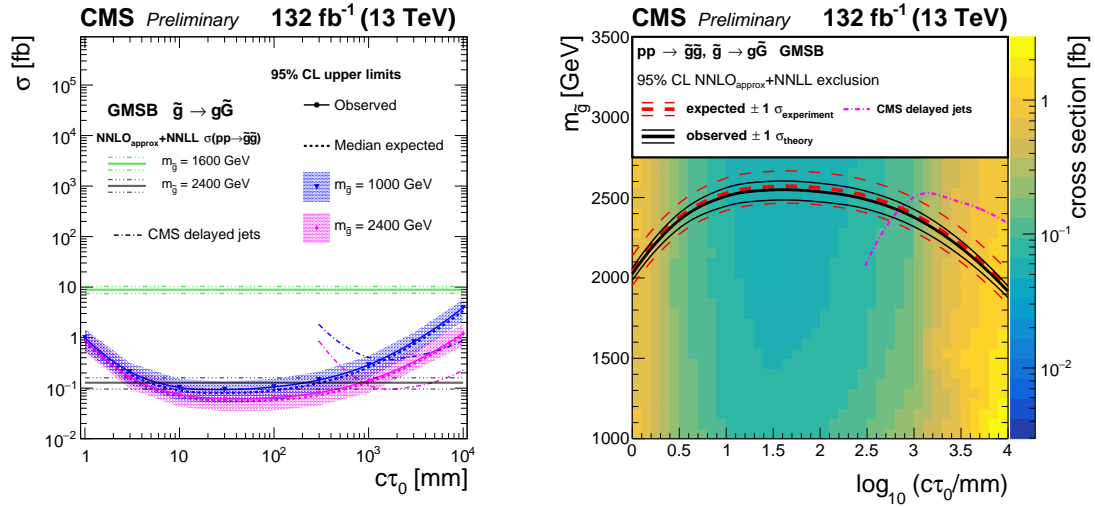 CMS Preliminary 132 fb⁻¹ (13 TeV)
σ [fb]
10⁵
10⁴
10³
10²
10
1
10⁻¹
10⁻²
95% CL upper limits
GMSB g̃ → gG̃
Observed
NNLOapprox+NNLL σ(pp→g̃g̃)
Median expected
mg̃ = 1600 GeV
mg̃ = 1000 GeV
mg̃ = 2400 GeV
mg̃ = 2400 GeV
CMS delayed jets
1 10 10² 10³ 10⁴
cτ₀ [mm]
CMS Preliminary 132 fb⁻¹ (13 TeV)
mg̃ [GeV]
3500
3000
2500
2000
1500
1000
pp → g̃g̃, g̃ → gG̃ GMSB
95% CL NNLOapprox+NNLL exclusion
expected ± 1 σexperiment
CMS delayed jets
observed ± 1 σtheory
0 0.5 1 1.5 2 2.5 3 3.5 4
log₁₀ (cτ₀/mm)
1
10⁻¹
10⁻²
cross section [fb]